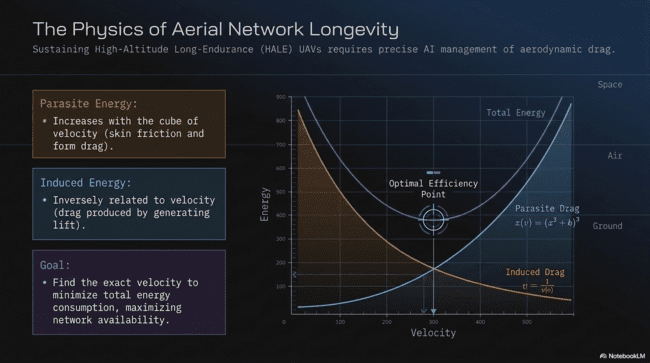 The Physics of Aerial Network Longevity
Sustaining High-Altitude Long-Endurance (HALE) UAVs requires precise AI management of aerodynamic drag.
Parasite Energy:
• Increases with the cube of
velocity (skin friction and
form drag).
Induced Energy:
• Inversely related to velocity
(drag produced by generating
lift).
Goal:
• Find the exact velocity to
minimize total energy
consumption, maximizing
network availability.
Energy
900
800
700
600
500
400
300
200
100
100
200
300
400
500
Velocity
Total Energy
Optimal Efficiency
Point
Parasite Drag
Induced Drag
Space
Air
Ground
NotebookLM